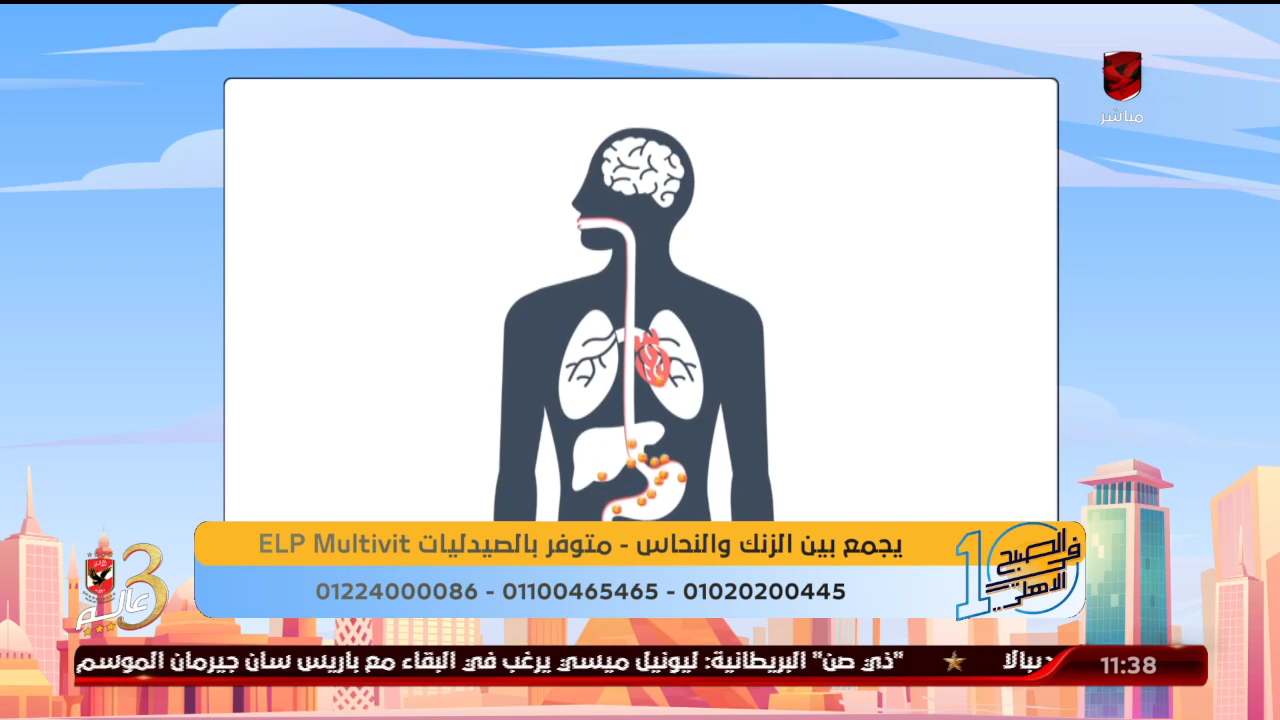 مباشر
يجمع بين الزنك والنحاس - متوفر بالصيدليات ELP Multivit
01224000086 - 01100465465 - 01020200445
10
الصبح في الأهلي..
3
عالم
ديبالا ★ "ذي صن" البريطانية: ليونيل ميسي يرغب في البقاء مع باريس سان جيرمان الموسم
11:38